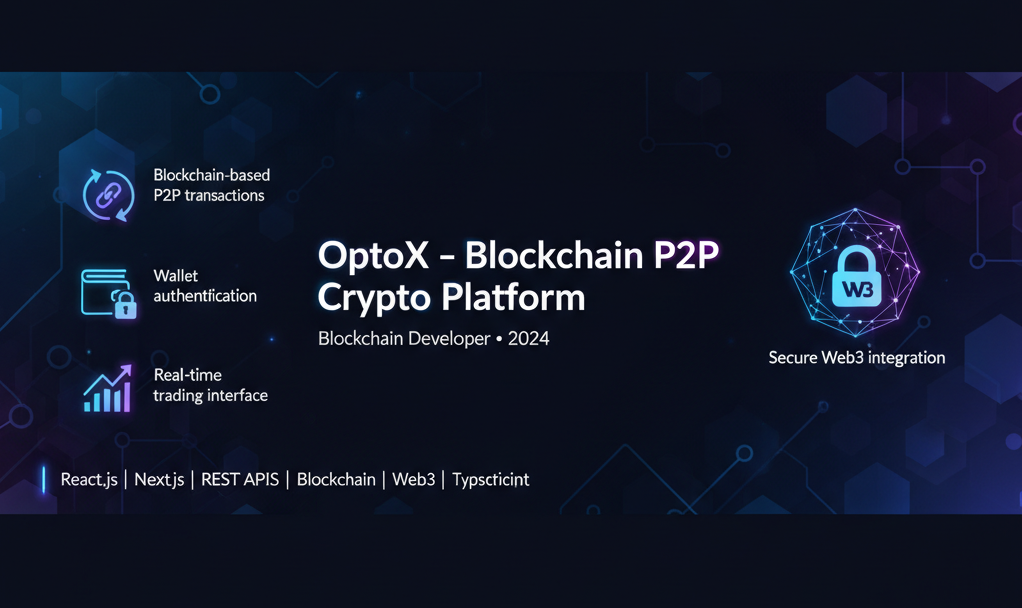 Blockchain-based
P2P transactions
Wallet
authentification
Real-time
trading interface
OptoX – Blockchain P2P
Crypto Platform
Blockchain Developer • 2024
W3
Secure Web3 integration
React.js | Next.js | REST APIS | Blockchain | Web3 | Typscticint